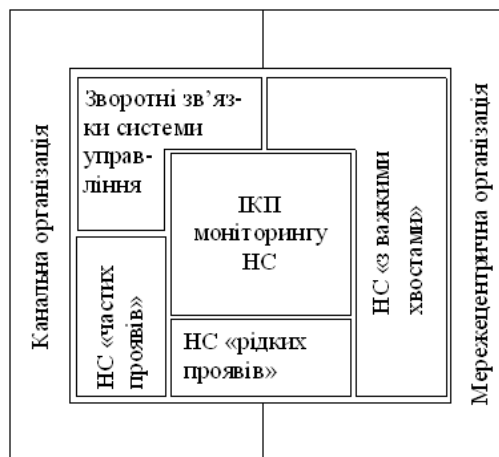 Канальна організація
Зворотні зв’яз-
ки системи
управ-
ління
ІКП
моніторингу
НС
НС «частих
проявів»
НС «рідких
проявів»
НС «з важкими
хвостами»
Мережецентрична організація